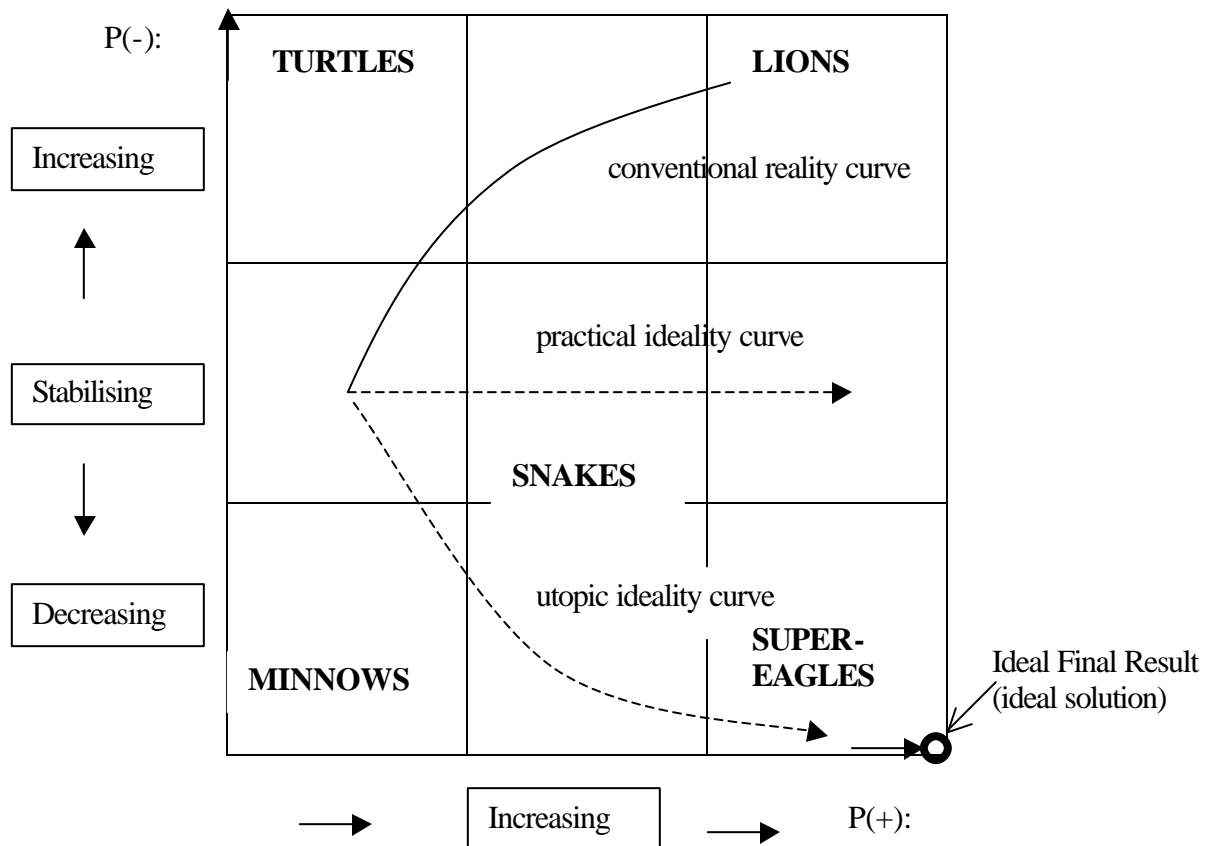 P(-):
TURTLES
LIONS
Increasing
conventional reality curve
practical ideality curve
Stabilising
SNAKES
utopic ideality curve
Decreasing
SUPER-
EAGLES
MINNOWS
Ideal Final Result
(ideal solution)
Increasing
P(+):